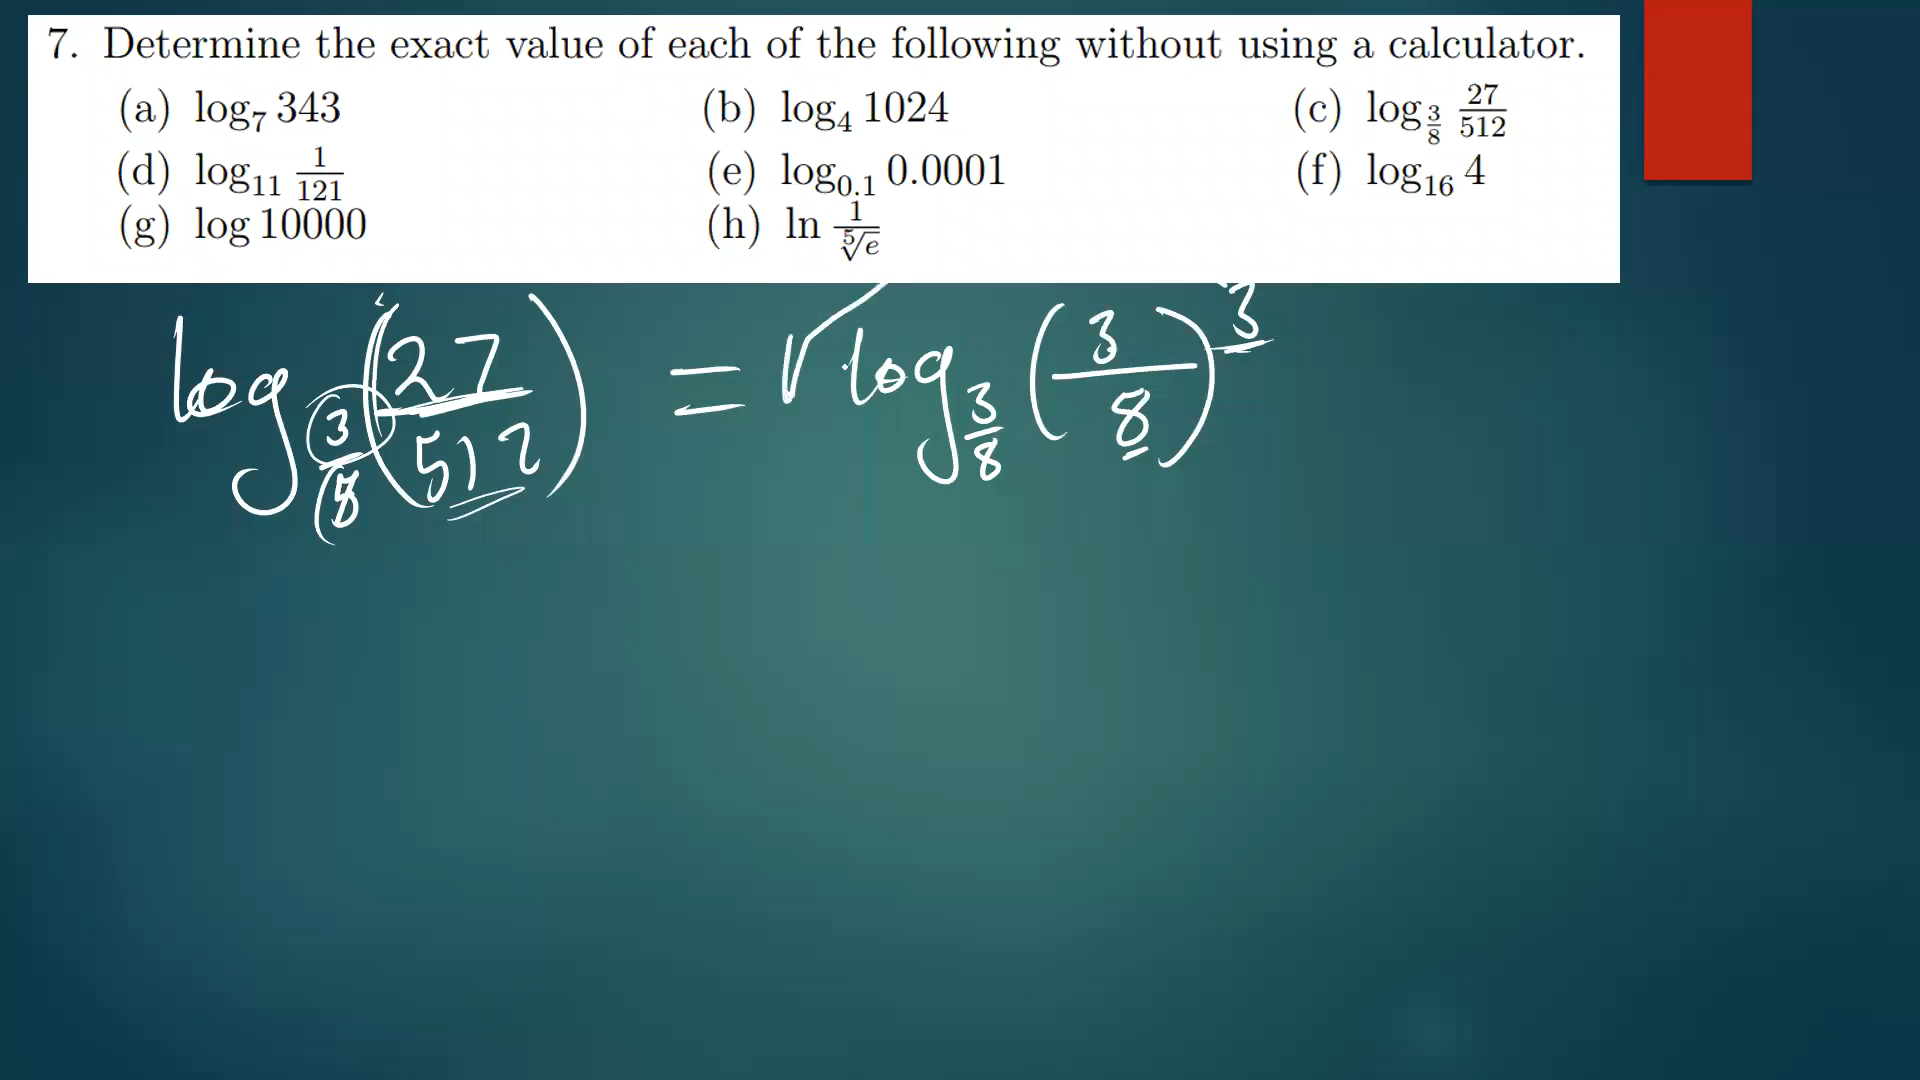 7. Determine the exact value of each of the following without using a calculator.
(a) log₇ 343 (b) log₄ 1024 (c) log_{3/8} 27/512
(d) log₁₁ 1/121 (e) log₀.₁ 0.0001 (f) log₁₆ 4
(g) log 10000 (h) ln 1/⁵√e
log_{3/8} (27/512) = log_{3/8} (3/8)³